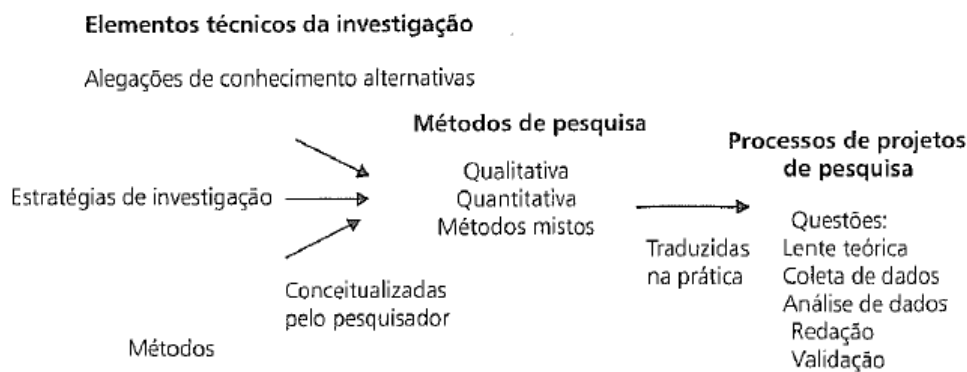 Elementos técnicos da investigação
Alegações de conhecimento alternativas
Estratégias de investigação
Métodos
Conceitualizadas
pelo pesquisador
Métodos de pesquisa
Qualitativa
Quantitativa
Métodos mistos
Traduzidas
na prática
Processos de projetos
de pesquisa
Questões:
Lente teórica
Coleta de dados
Análise de dados
Redação
Validação